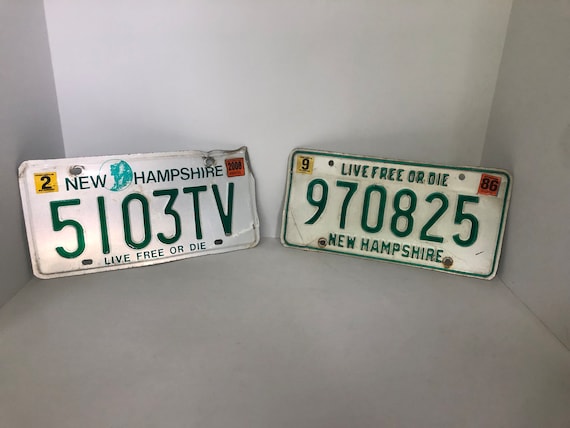 2 NEW HAMPSHIRE 2000
5103TV
LIVE FREE OR DIE
9 LIVE FREE OR DIE 86
970825
NEW HAMPSHIRE